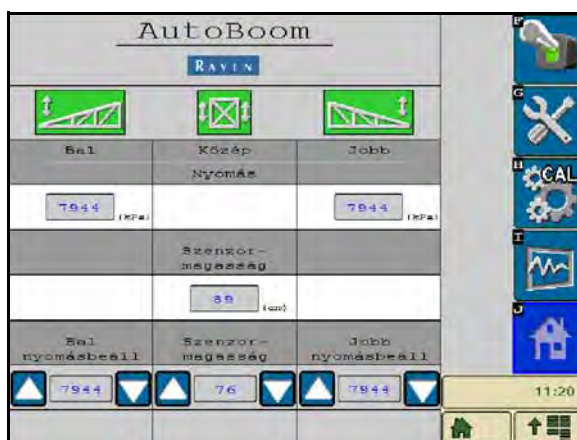 AutoBoom
RAVEN
F
G
H
CAL
I
J
Bal
Közép
Jobb
Nyomás
7944 (kPa)
7944 (kPa)
Szenzor-
magasság
89 (cm)
Bal
nyomásbeáll
Szenzor-
magasság
Jobb
nyomásbeáll
7944
76
7944
11:20